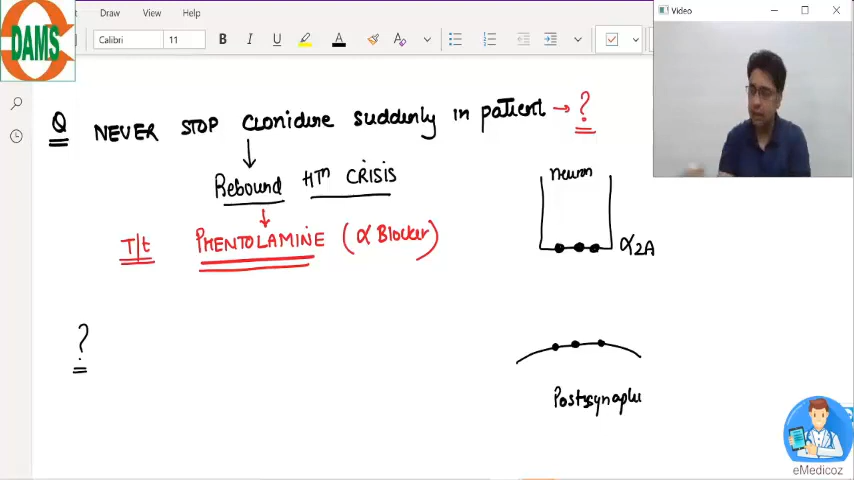 DAMS
Draw View Help
Calibri 11 B I U A A
Video
Q NEVER STOP Clonidine suddenly in patient → ?
Rebound HTn CRISIS
T/t PHENTOLAMINE (α Blocker)
neuron
α2A
?
Postsynaptic
eMedicoz